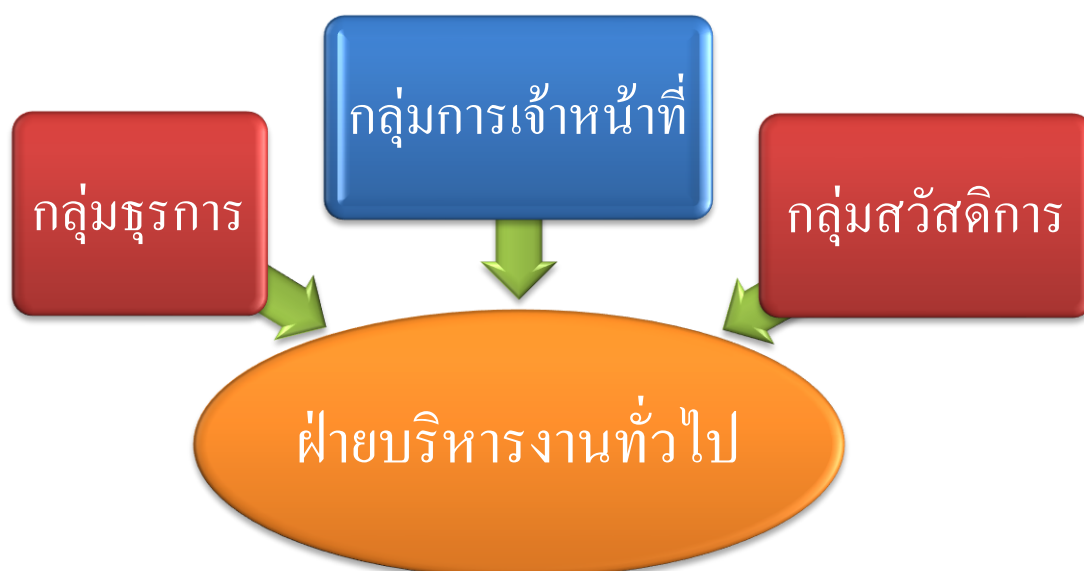 กลุ่มการเจ้าหน้าที่
กลุ่มธุรการ
กลุ่มสวัสดิการ
ฝ่ายบริหารงานทั่วไป